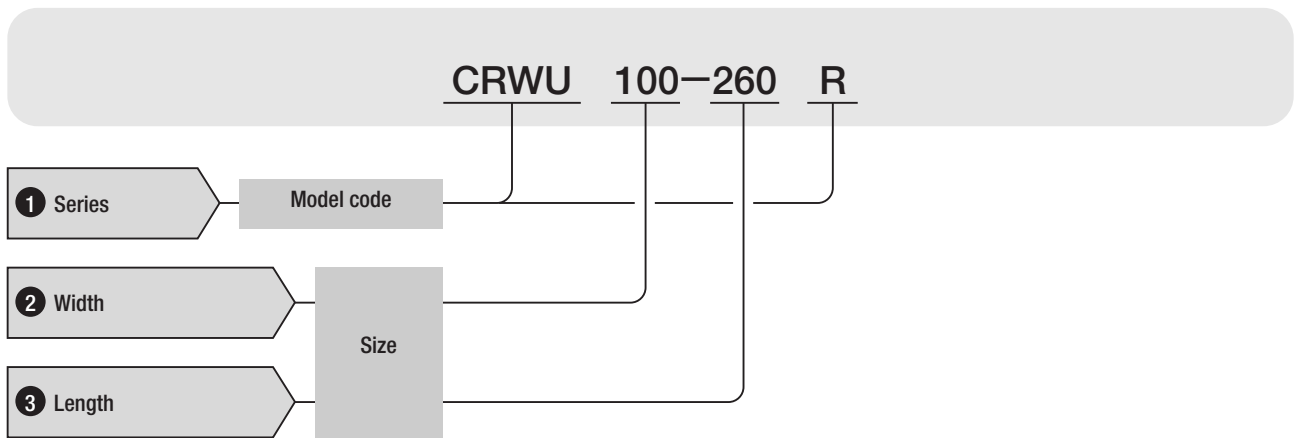 CRWU 100−260 R
1 Series
Model code
2 Width
Size
3 Length